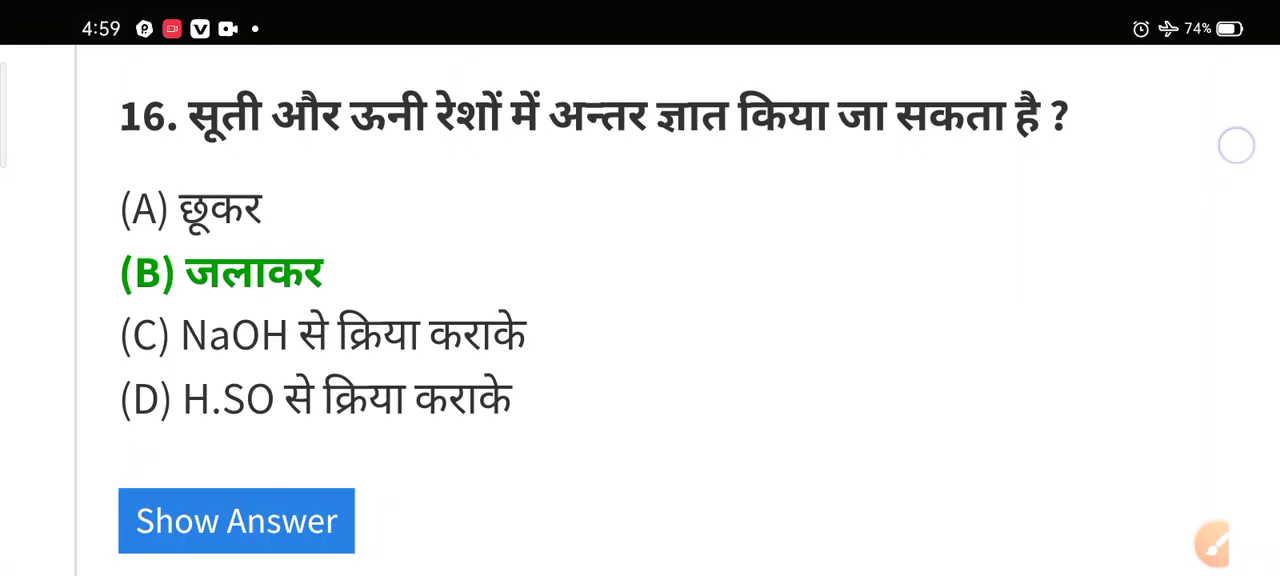 4:59
74%
16. सूती और ऊनी रेशों में अन्तर ज्ञात किया जा सकता है ?
(A) छूकर
(B) जलाकर
(C) NaOH से क्रिया कराके
(D) H.SO से क्रिया कराके
Show Answer